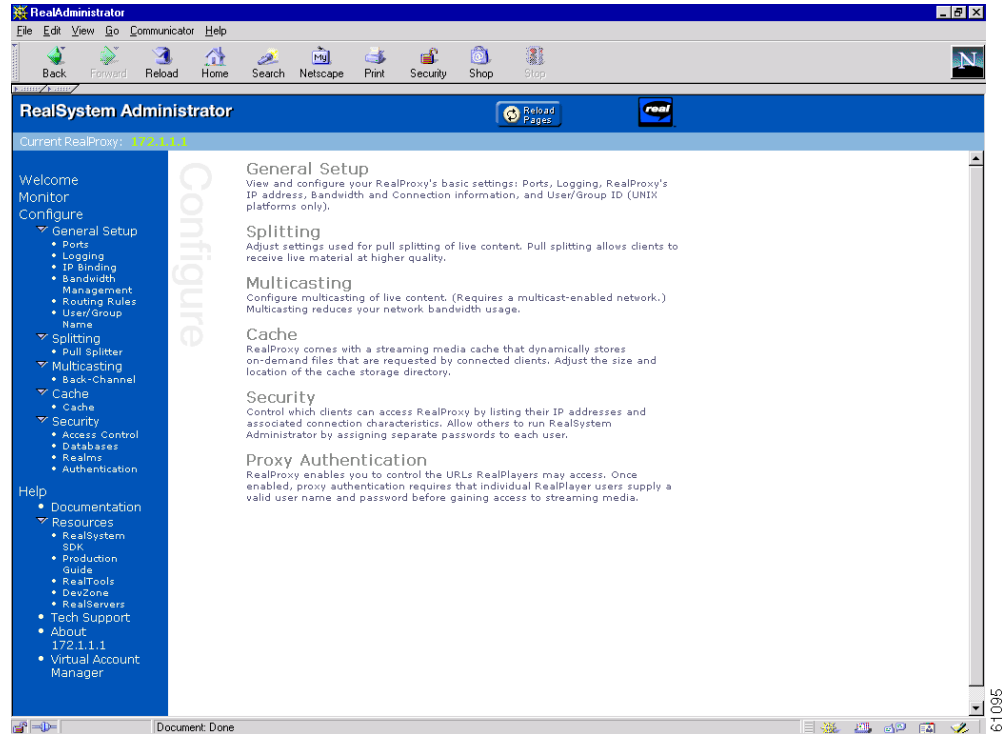 RealAdministrator
File Edit View Go Communicator Help
Back Forward Reload Home Search Netscape Print Security Shop Stop
My
N
RealSystem Administrator
Reload
Pages
real
Current RealProxy: 172.1.1.1
Welcome
Monitor
Configure
General Setup
• Ports
• Logging
• IP Binding
• Bandwidth
Management
• Routing Rules
• User/Group
Name
Splitting
• Pull Splitter
Multicasting
• Back-Channel
Cache
• Cache
Security
• Access Control
• Databases
• Realms
• Authentication
Help
• Documentation
Resources
• RealSystem
SDK
• Production
Guide
• RealTools
• DevZone
• RealServers
• Tech Support
• About
172.1.1.1
• Virtual Account
Manager
Configure
General Setup
View and configure your RealProxy's basic settings: Ports, Logging, RealProxy's
IP address, Bandwidth and Connection information, and User/Group ID (UNIX
platforms only).
Splitting
Adjust settings used for pull splitting of live content. Pull splitting allows clients to
receive live material at higher quality.
Multicasting
Configure multicasting of live content. (Requires a multicast-enabled network.)
Multicasting reduces your network bandwidth usage.
Cache
RealProxy comes with a streaming media cache that dynamically stores
on-demand files that are requested by connected clients. Adjust the size and
location of the cache storage directory.
Security
Control which clients can access RealProxy by listing their IP addresses and
associated connection characteristics. Allow others to run RealSystem
Administrator by assigning separate passwords to each user.
Proxy Authentication
RealProxy enables you to control the URLs RealPlayers may access. Once
enabled, proxy authentication requires that individual RealPlayer users supply a
valid user name and password before gaining access to streaming media.
Document: Done
61095